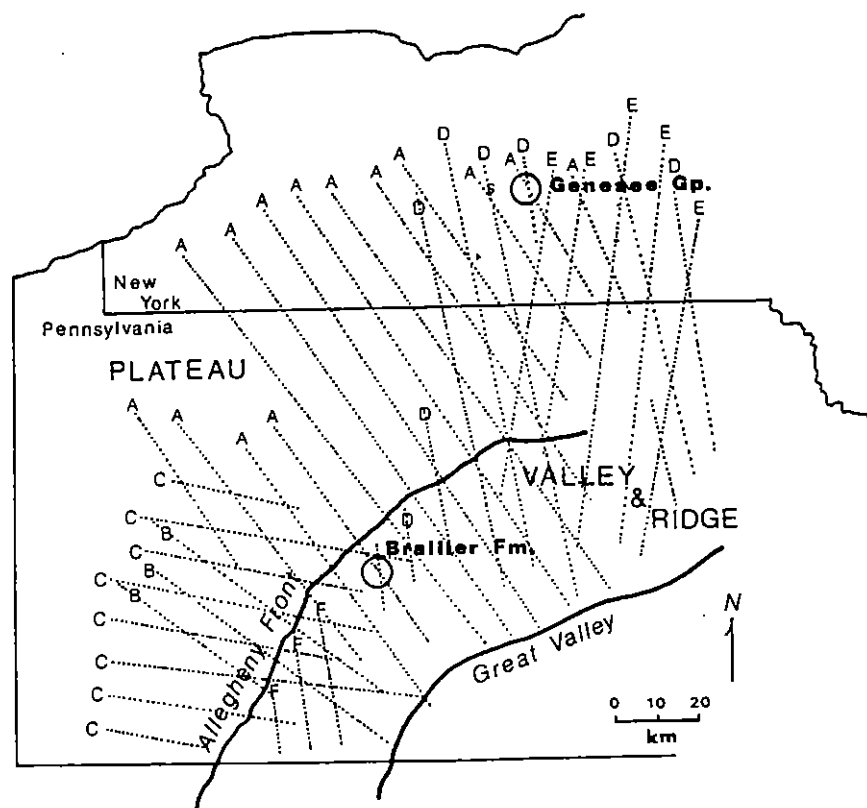 E
D
E
D
D
A
D
A
E
A
E
D
A
A
A
A
s
Genesee Gp.
A
D
E
A
A
New
York
Pennsylvania
PLATEAU
A
A
A
D
A
VALLEY
&
RIDGE
C
C
D
B
C
Brallier Fm.
B
C
B
F
C
F
C
F
C
C
Allegheny Front
Great Valley
N
0 10 20
km